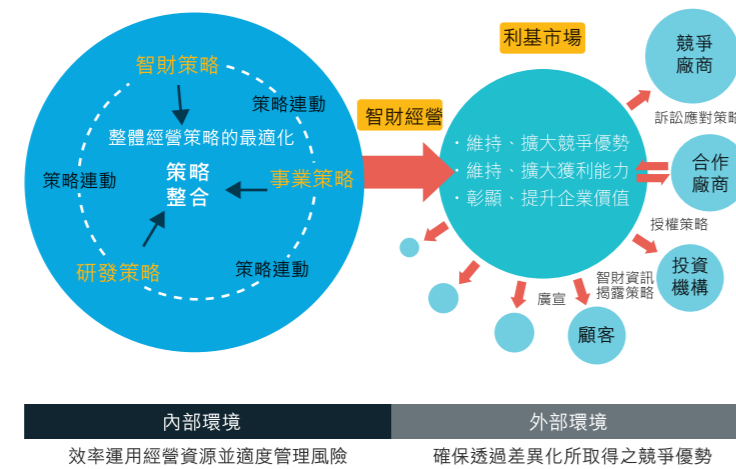 智財策略
策略連動
整體經營策略的最適化
策略連動
策略
整合
事業策略
研發策略
策略連動
智財經營
利基市場
・維持、擴大競爭優勢
・維持、擴大獲利能力
・彰顯、提升企業價值
競爭
廠商
訴訟應對策略
合作
廠商
授權策略
投資
機構
智財資訊
揭露策略
廣宣
顧客
內部環境
外部環境
效率運用經營資源並適度管理風險
確保透過差異化所取得之競爭優勢